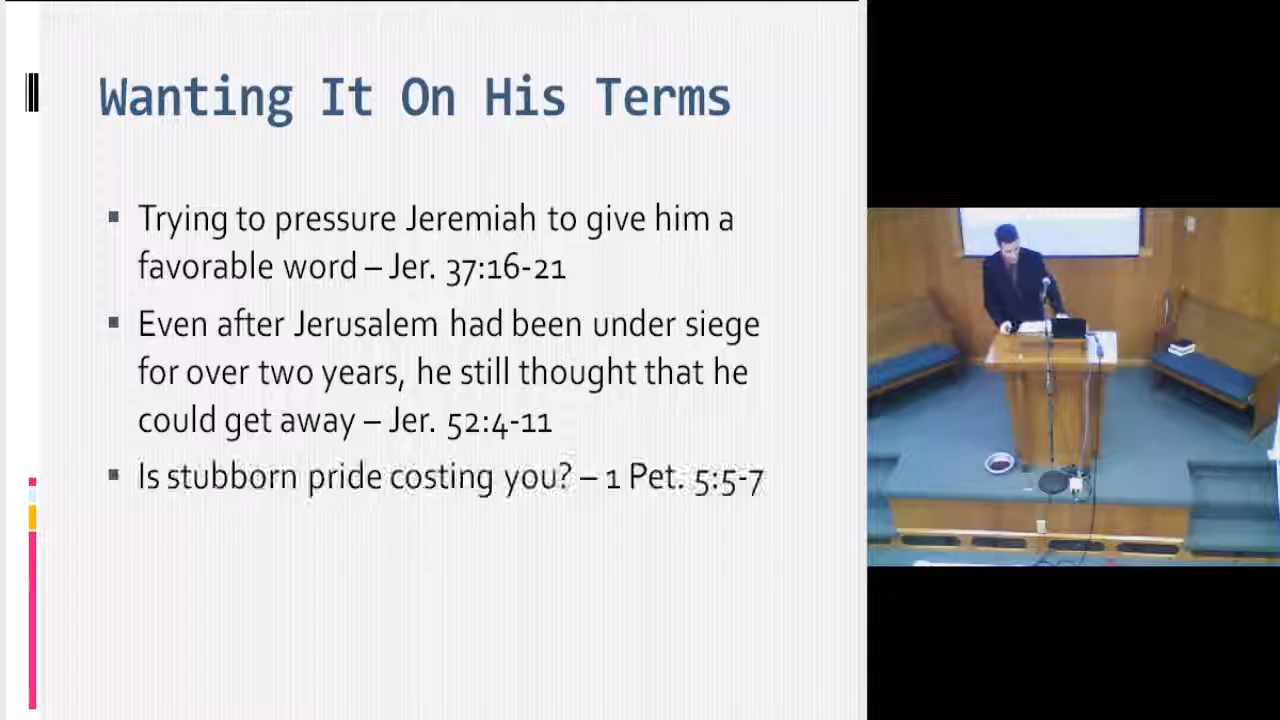 Wanting It On His Terms
Trying to pressure Jeremiah to give him a
favorable word – Jer. 37:16-21
Even after Jerusalem had been under siege
for over two years, he still thought that he
could get away – Jer. 52:4-11
Is stubborn pride costing you? – 1 Pet. 5:5-7